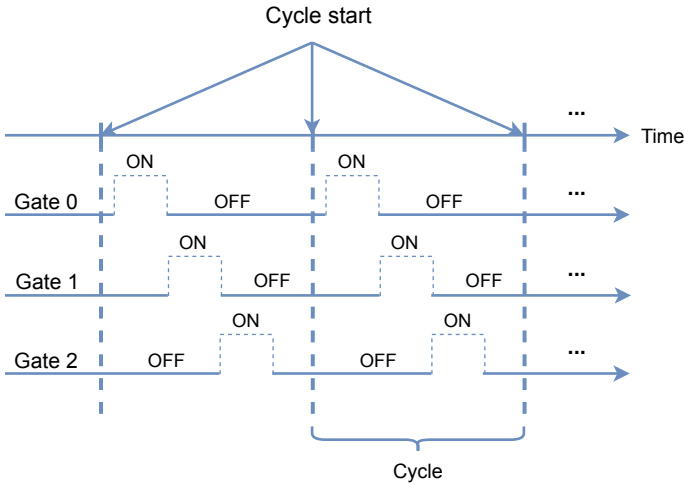 Cycle start
...
Time
ON ON
Gate 0 OFF OFF ...
ON ON
Gate 1 OFF OFF ...
ON ON
Gate 2 OFF OFF ...
Cycle